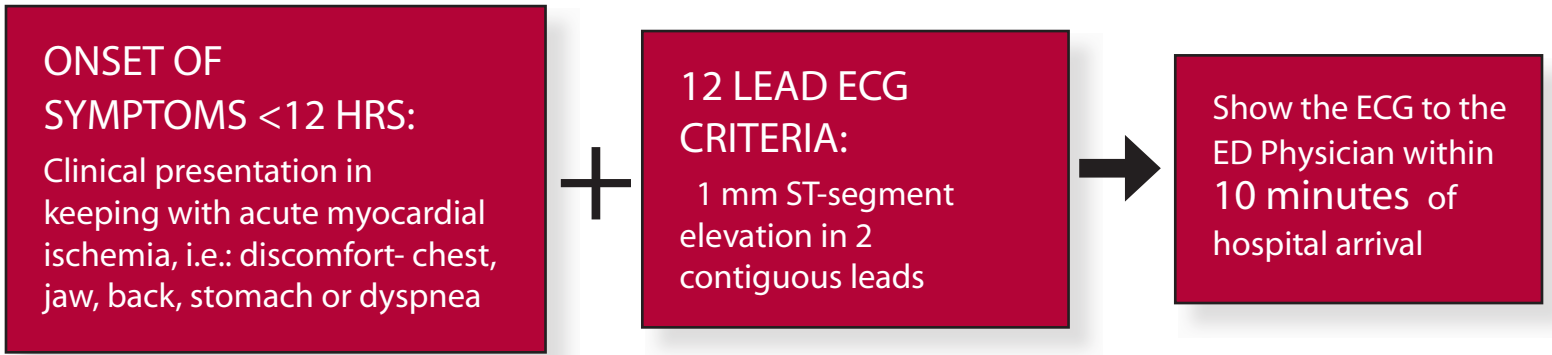 ONSET OF
SYMPTOMS <12 HRS:
Clinical presentation in
keeping with acute myocardial
ischemia, i.e.: discomfort- chest,
jaw, back, stomach or dyspnea
+
12 LEAD ECG
CRITERIA:
1 mm ST-segment
elevation in 2
contiguous leads
Show the ECG to the
ED Physician within
10 minutes of
hospital arrival